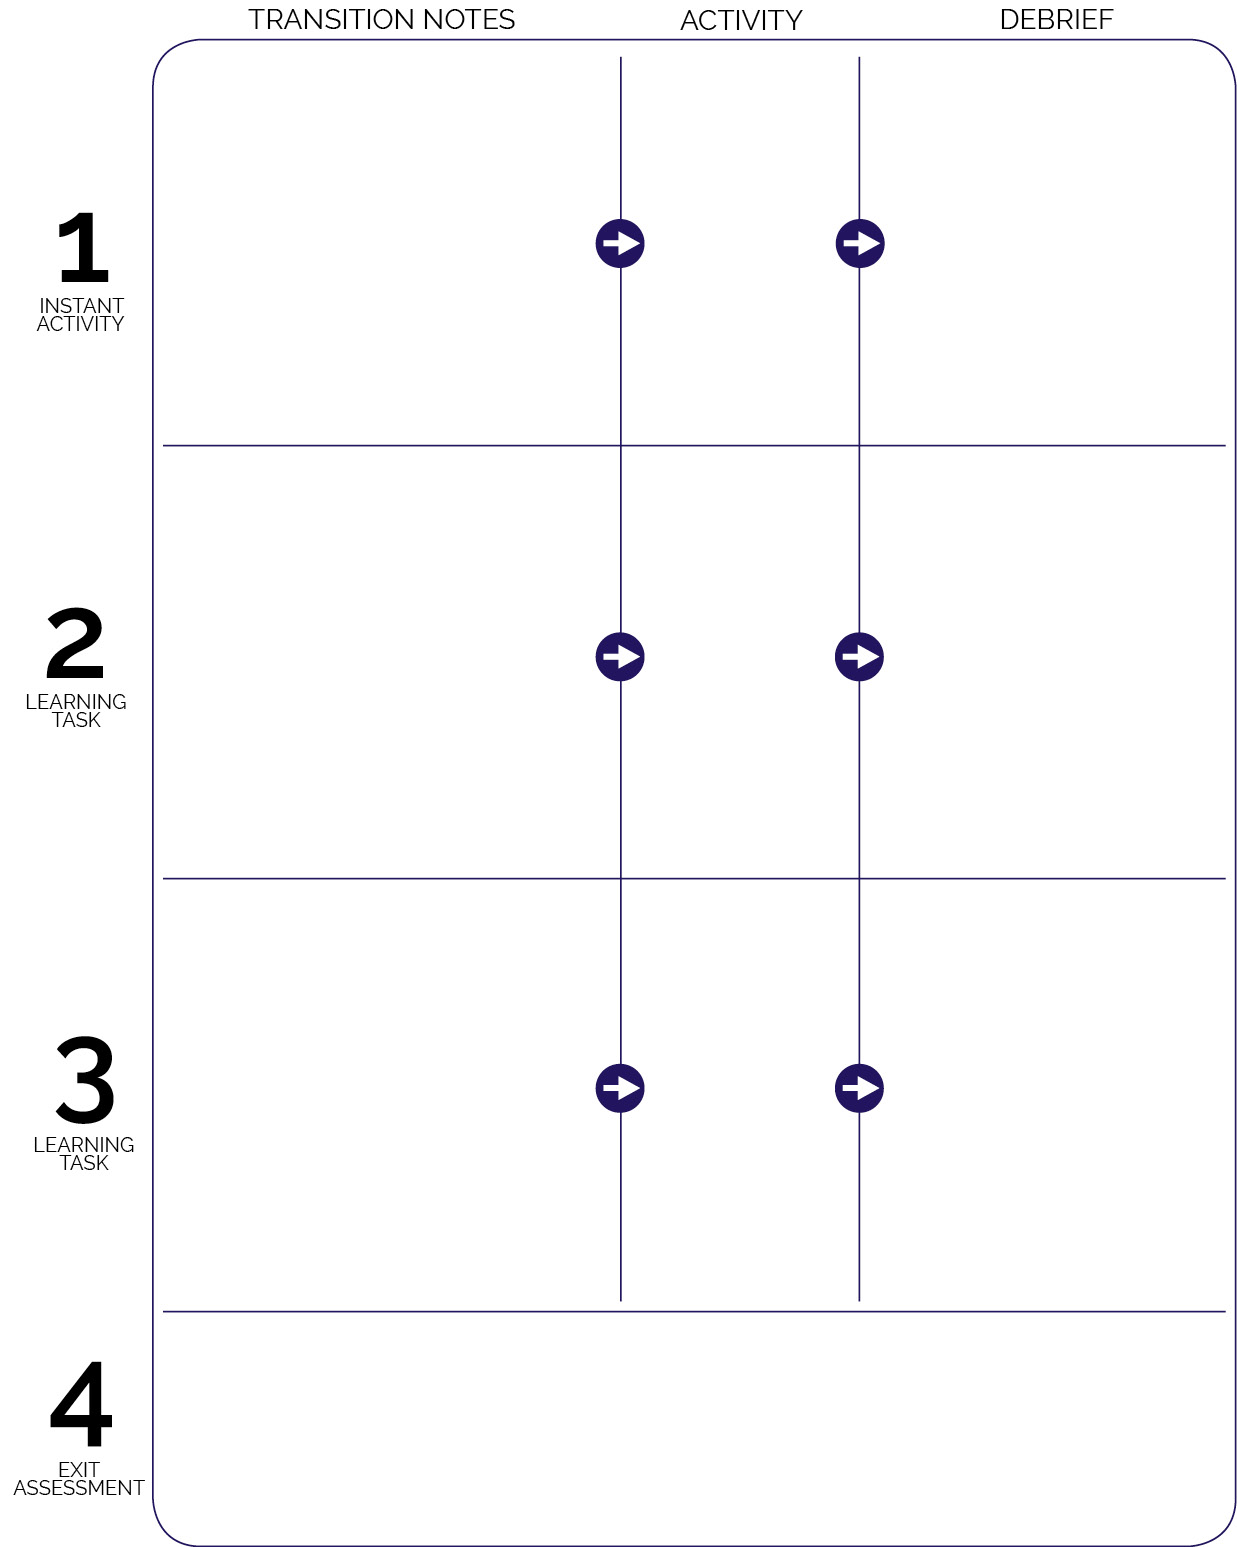 TRANSITION NOTES ACTIVITY DEBRIEF
1
INSTANT
ACTIVITY
2
LEARNING
TASK
3
LEARNING
TASK
4
EXIT
ASSESSMENT